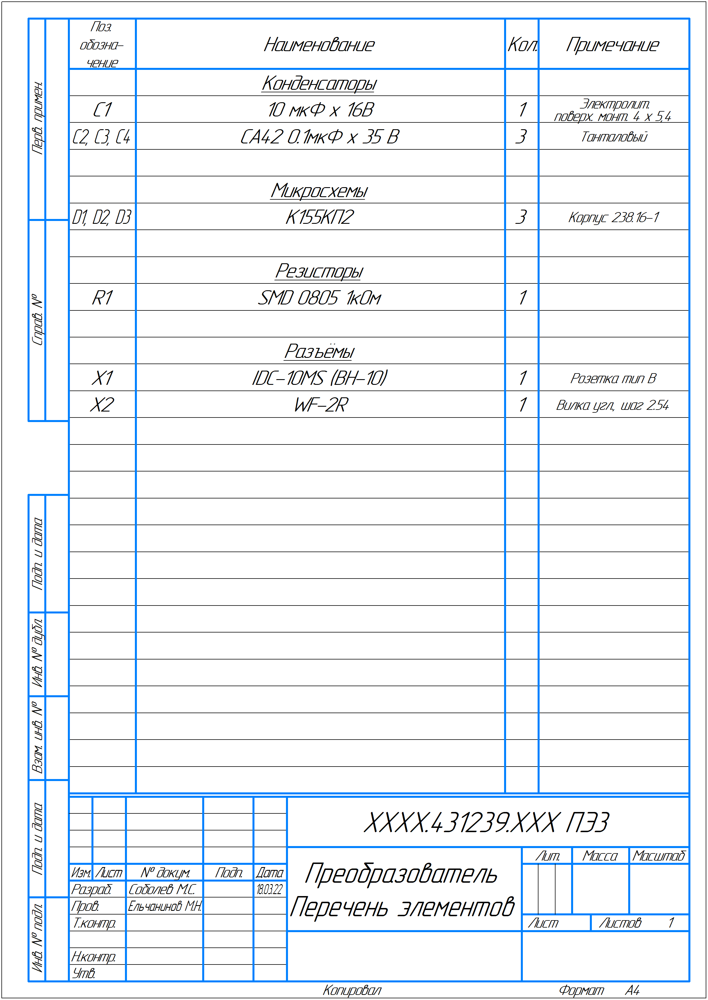 Поз. обозна-
чение
Наименование
Кол.
Примечание
Конденсаторы
C1
10 мкФ x 16В
1
Электролит.
поверх. монт. 4 x 5,4
C2, C3, C4
CA42 0.1мкФ x 35 В
3
Танталовый
Микросхемы
D1, D2, D3
К155КП2
3
Корпус 238.16-1
Резисторы
R1
SMD 0805 1кОм
1
Разъёмы
X1
IDC-10MS (BH-10)
1
Розетка тип В
X2
WF-2R
1
Вилка угл., шаг 2.54
Перв. примен.
Справ. №
Подп. и дата
Инв. № дубл.
Взам. инв. №
Подп. и дата
Инв. № подл.
XXXX.431239.XXX ПЭ3
Изм.
Лист
№ докум.
Подп.
Дата
Разраб.
Соболев М.С.
18.03.22
Пров.
Ельчанинов М.Н.
Т.контр.
Н.контр.
Утв.
Преобразователь
Перечень элементов
Лит.
Масса
Масштаб
Лист
Листов 1
Копировал
Формат А4